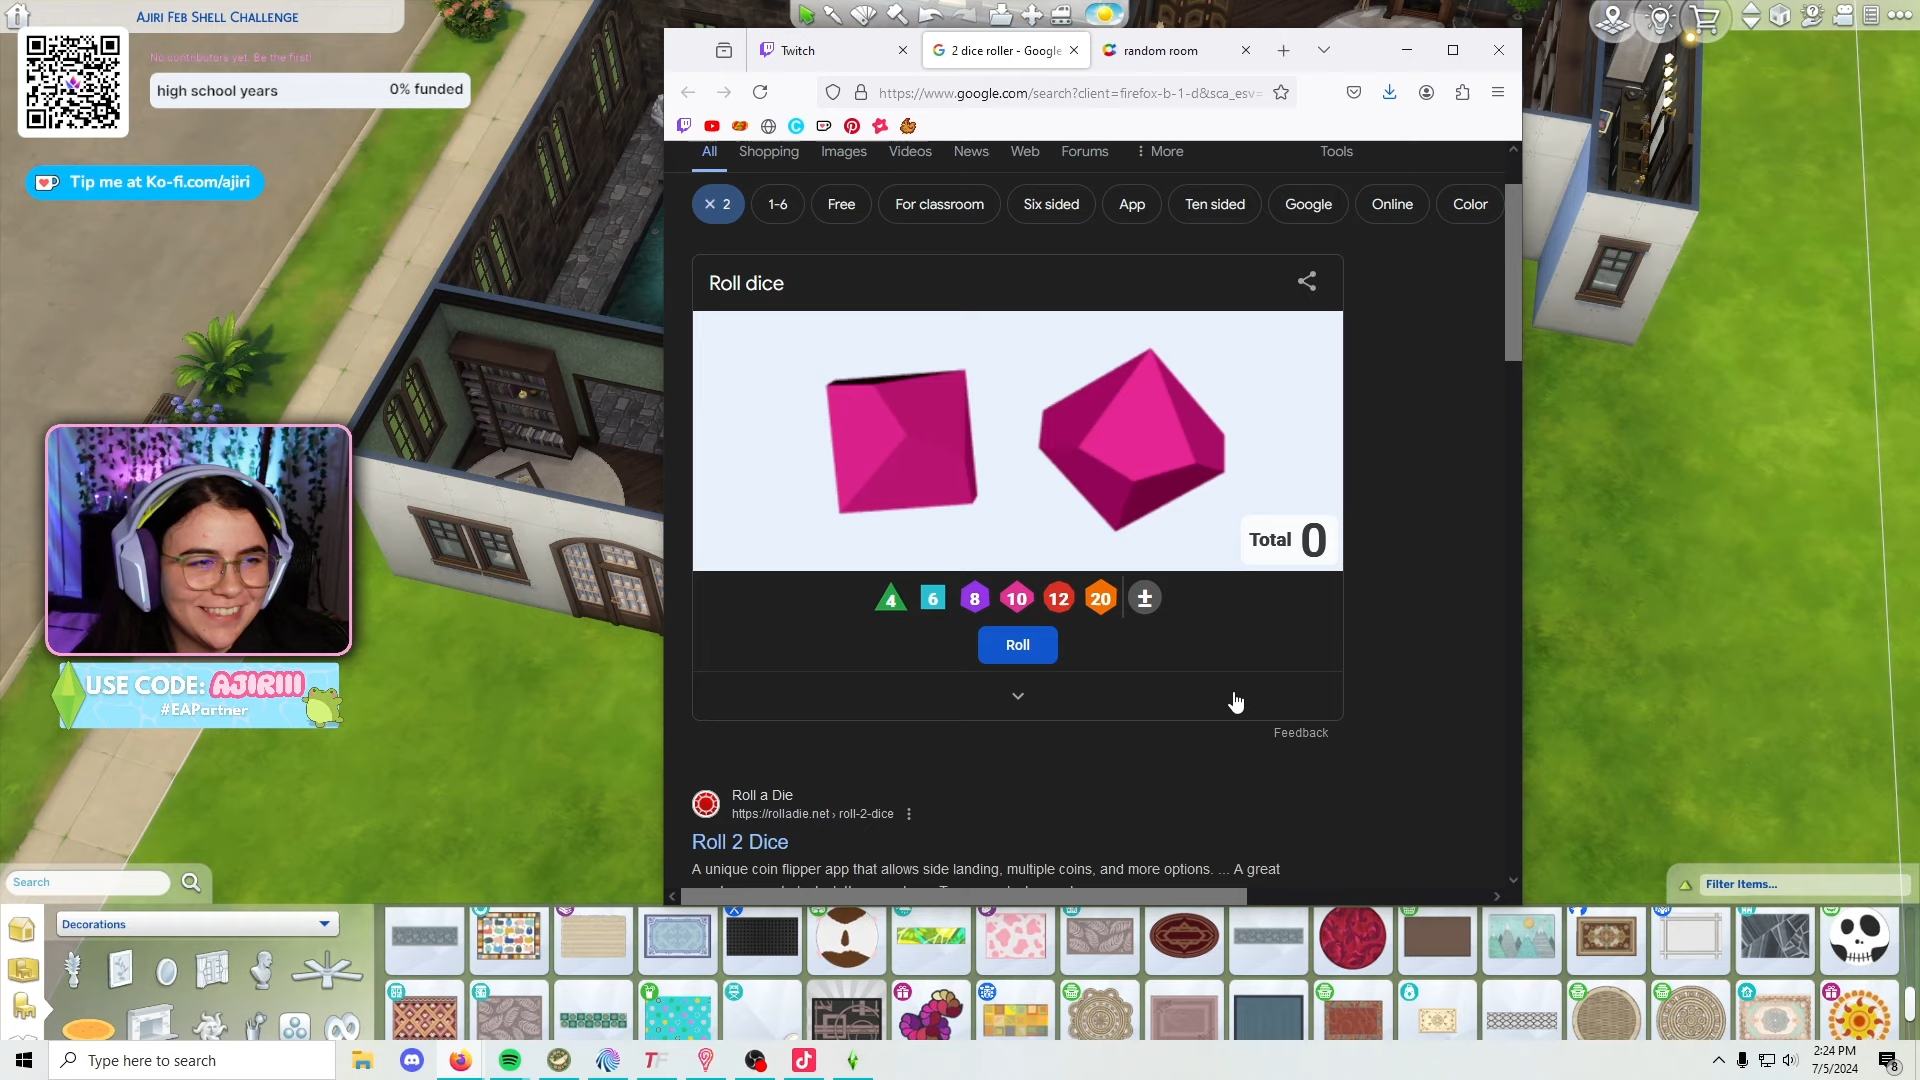 Ajiri Feb Shell Challenge
No contributors yet. Be the first!
high school years
0% funded
Tip me at Ko-fi.com/ajiri
USE CODE: AJIRIII
#EAPartner
Twitch
2 dice roller - Google
random room
https://www.google.com/search?client=firefox-b-1-d&sca_esv=
All
Shopping
Images
Videos
News
Web
Forums
More
Tools
2
1-6
Free
For classroom
Six sided
App
Ten sided
Google
Online
Color
Roll dice
Total 0
4
6
8
10
12
20
±
Roll
Feedback
Roll a Die
https://rolladie.net › roll-2-dice
Roll 2 Dice
A unique coin flipper app that allows side landing, multiple coins, and more options. ... A great
Search
Filter Items...
Decorations
Type here to search
2:24 PM
7/5/2024
8